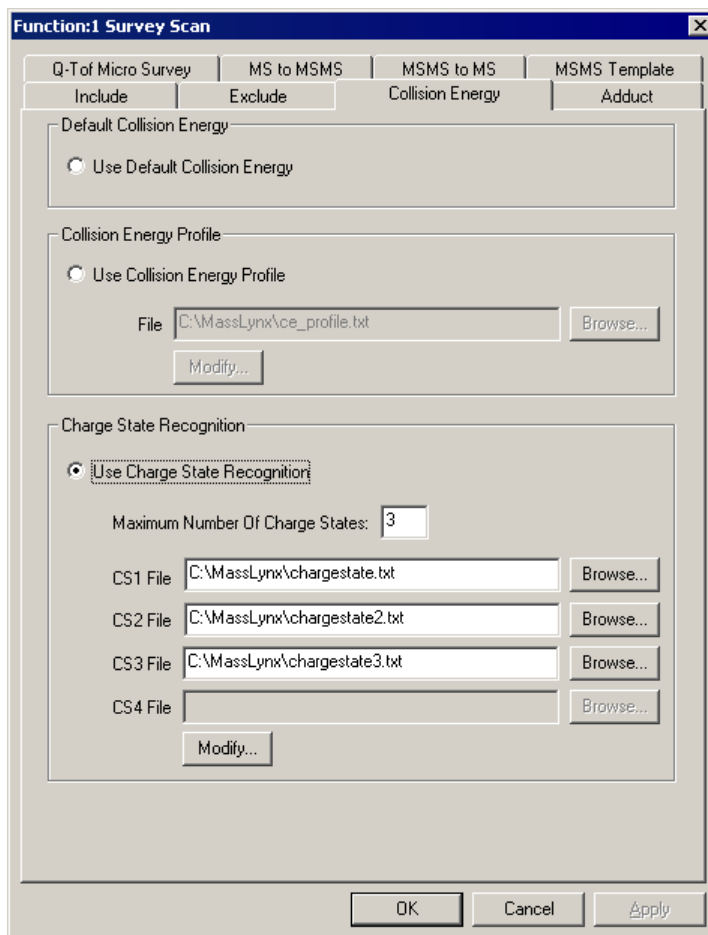 Function:1 Survey Scan
Q-Tof Micro Survey MS to MSMS MSMS to MS MSMS Template
Include Exclude Collision Energy Adduct
Default Collision Energy
Use Default Collision Energy
Collision Energy Profile
Use Collision Energy Profile
File C:\MassLynx\ce_profile.txt Browse...
Modify...
Charge State Recognition
Use Charge State Recognition
Maximum Number Of Charge States: 3
CS1 File C:\MassLynx\chargestate.txt Browse...
CS2 File C:\MassLynx\chargestate2.txt Browse...
CS3 File C:\MassLynx\chargestate3.txt Browse...
CS4 File Browse...
Modify...
OK Cancel Apply